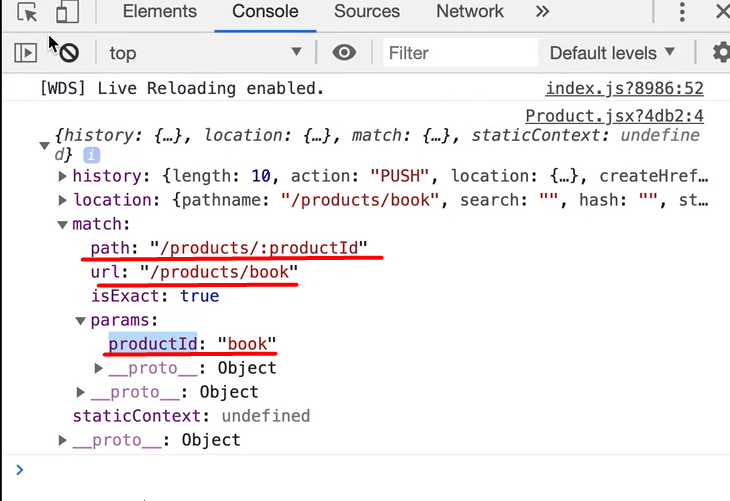 Elements Console Sources Network »
top Filter Default levels
[WDS] Live Reloading enabled. index.js?8986:52
Product.jsx?4db2:4
{history: {…}, location: {…}, match: {…}, staticContext: undefine
d} i
history: {length: 10, action: "PUSH", location: {…}, createHref…
location: {pathname: "/products/book", search: "", hash: "", st…
match:
path: "/products/:productId"
url: "/products/book"
isExact: true
params:
productId: "book"
__proto__: Object
__proto__: Object
staticContext: undefined
__proto__: Object
>